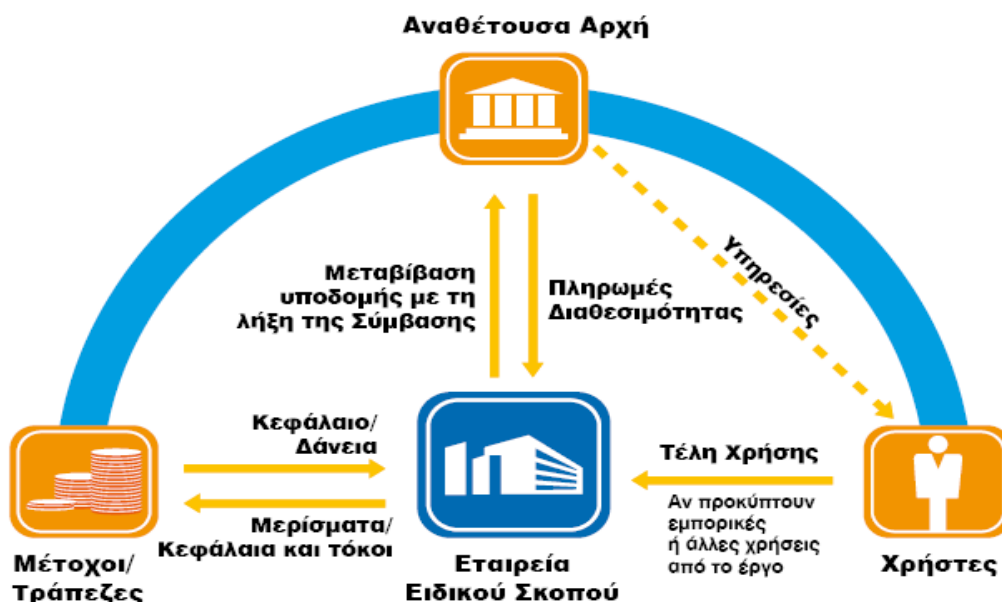 Αναθέτουσα Αρχή
Μεταβίβαση
υποδομής με τη
λήξη της Σύμβασης
Πληρωμές
Διαθεσιμότητας
Υπηρεσίες
Κεφάλαιο/
Δάνεια
Μερίσματα/
Κεφάλαια και τόκοι
Τέλη Χρήσης
Αν προκύπτουν
εμπορικές
ή άλλες χρήσεις
από το έργο
Μέτοχοι/
Τράπεζες
Εταιρεία
Ειδικού Σκοπού
Χρήστες